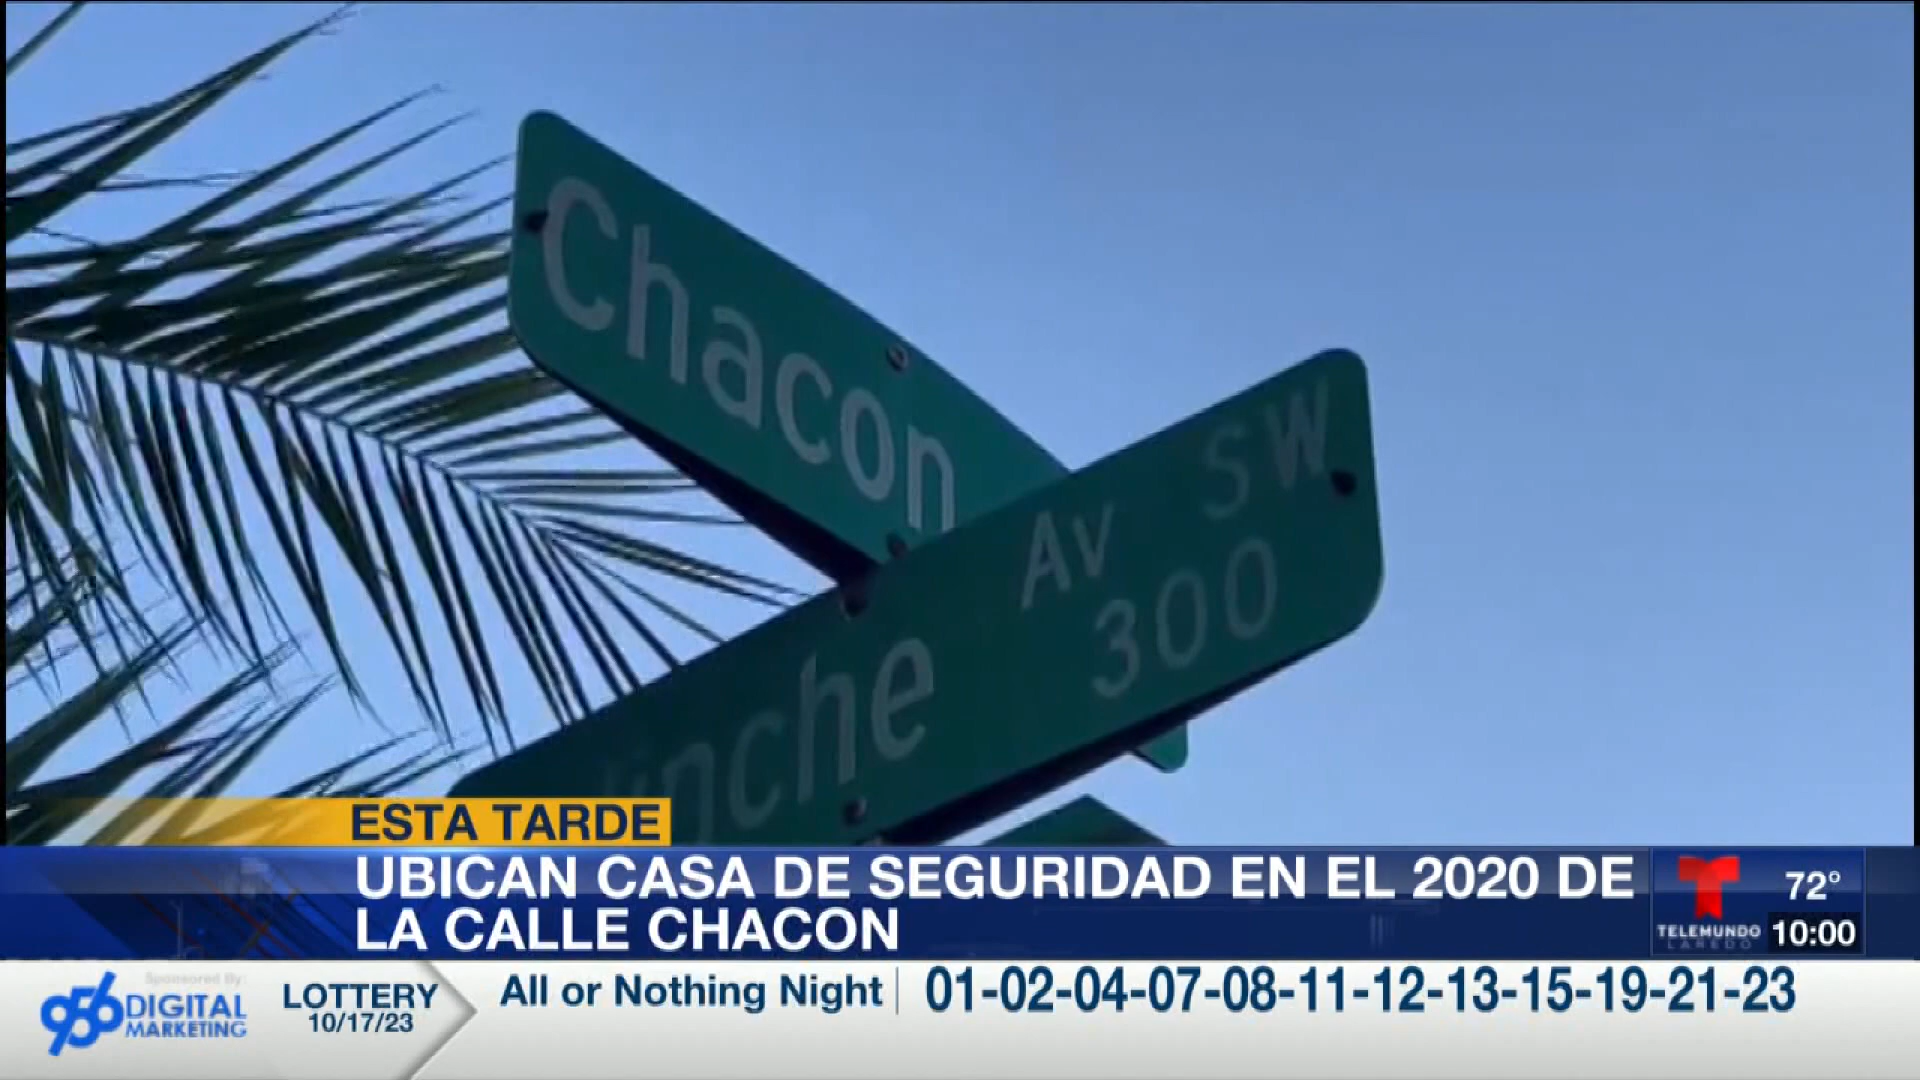 Chacon
Av SW
300
ESTA TARDE
UBICAN CASA DE SEGURIDAD EN EL 2020 DE
LA CALLE CHACON
TELEMUNDO
LAREDO
72°
10:00
Sponsored By:
956 DIGITAL
MARKETING
LOTTERY
10/17/23
All or Nothing Night
01-02-04-07-08-11-12-13-15-19-21-23